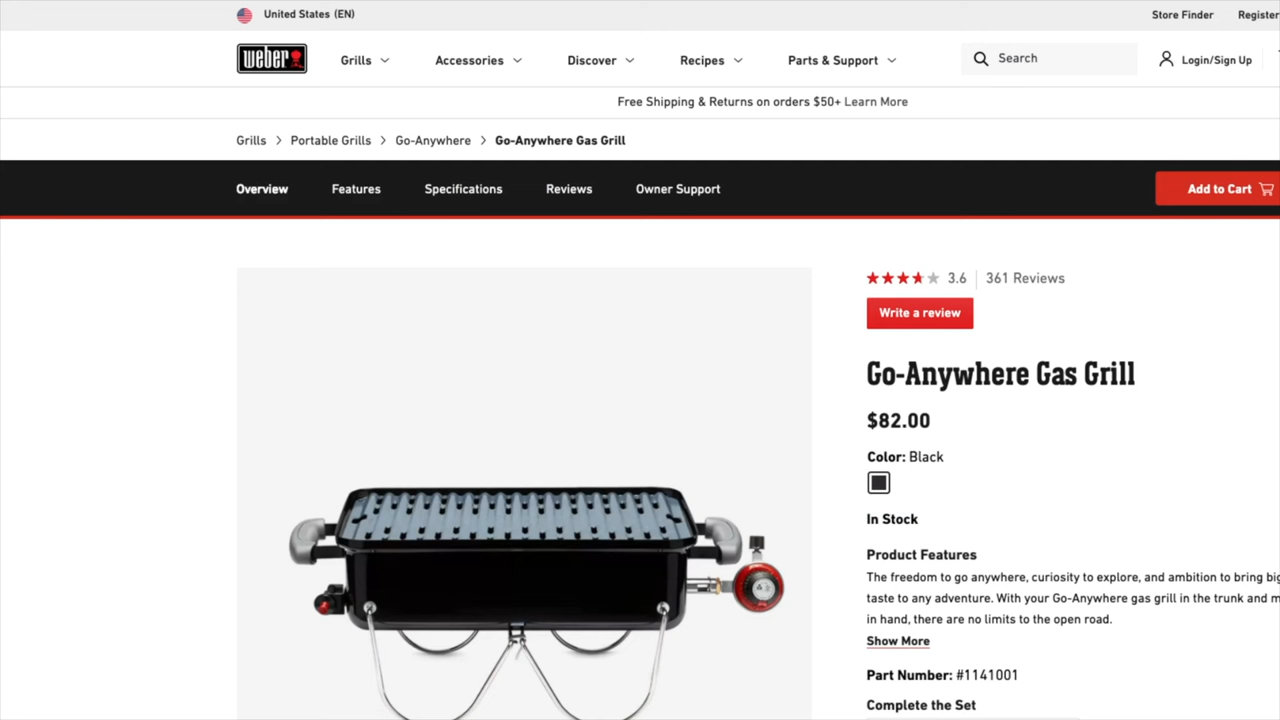 United States (EN)
Store Finder
Register
weber
Grills
Accessories
Discover
Recipes
Parts & Support
Search
Login/Sign Up
Free Shipping & Returns on orders $50+ Learn More
Grills > Portable Grills > Go-Anywhere > Go-Anywhere Gas Grill
Overview
Features
Specifications
Reviews
Owner Support
Add to Cart
3.6
361 Reviews
Write a review
Go-Anywhere Gas Grill
$82.00
Color: Black
In Stock
Product Features
The freedom to go anywhere, curiosity to explore, and ambition to bring
taste to any adventure. With your Go-Anywhere gas grill in the trunk and
in hand, there are no limits to the open road.
Show More
Part Number: #1141001
Complete the Set